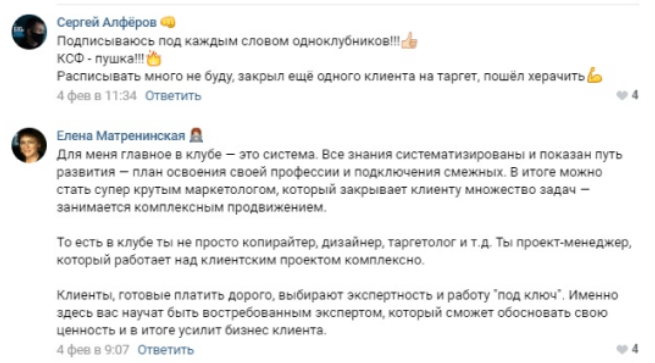 Сергей Алфёров 👊
Подписываюсь под каждым словом одноклубников!!!👍🏻
КСФ - пушка!!!🔥
Расписывать много не буду, закрыл ещё одного клиента на таргет, пошёл херачить💪
4 фев в 11:34 Ответить
4
Елена Матренинская
Для меня главное в клубе — это система. Все знания систематизированы и показан путь
развития — план освоения своей профессии и подключения смежных. В итоге можно
стать супер крутым маркетологом, который закрывает клиенту множество задач —
занимается комплексным продвижением.
То есть в клубе ты не просто копирайтер, дизайнер, таргетолог и т.д. Ты проект-менеджер,
который работает над клиентским проектом комплексно.
Клиенты, готовые платить дорого, выбирают экспертность и работу "под ключ". Именно
здесь вас научат быть востребованным экспертом, который сможет обосновать свою
ценность и в итоге усилит бизнес клиента.
4 фев в 9:07 Ответить
4